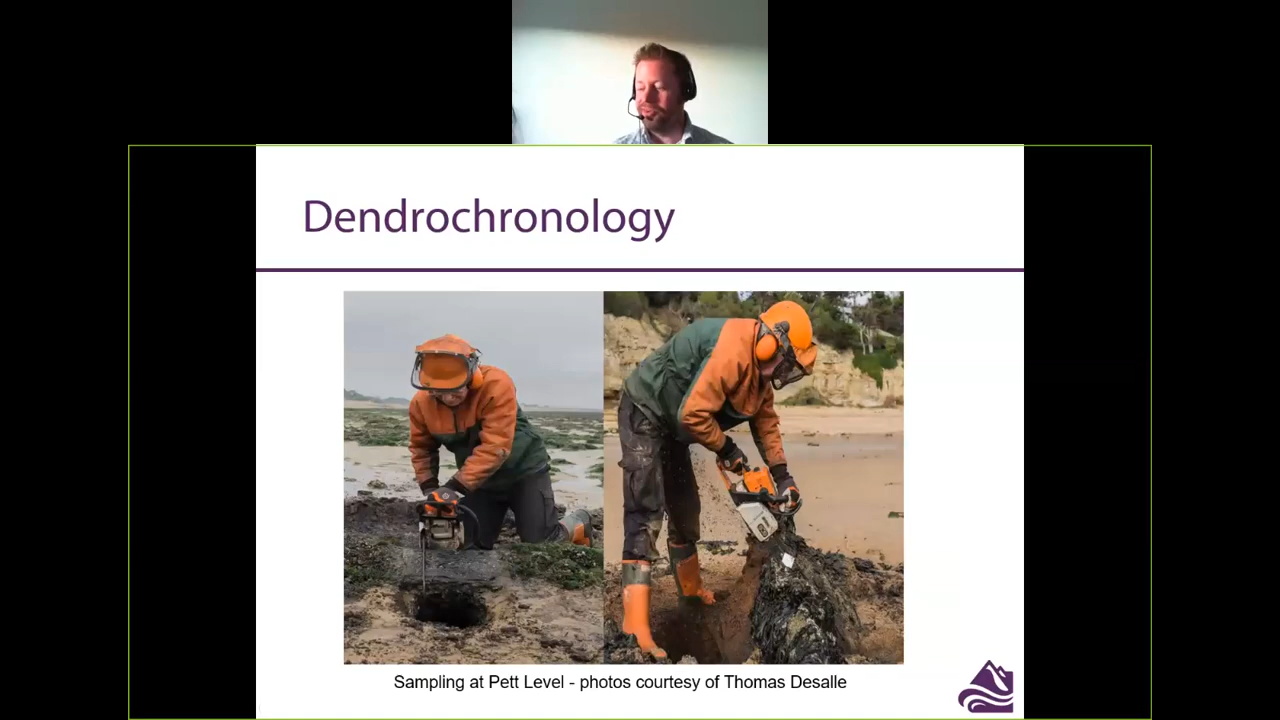 Dendrochronology
Sampling at Pett Level - photos courtesy of Thomas Desalle